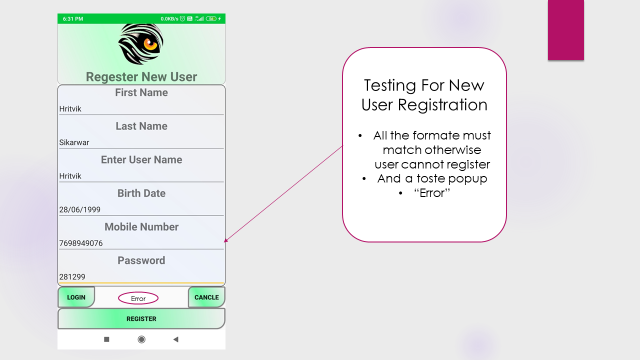 6:31 PM
0.0KB/s
Regester New User
First Name
Hritvik
Last Name
Sikarwar
Enter User Name
Hritvik
Birth Date
28/06/1999
Mobile Number
7698949076
Password
281299
LOGIN
Error
CANCLE
REGISTER
Testing For New
User Registration
• All the formate must
match otherwise
user cannot register
• And a toste popup
• “Error”